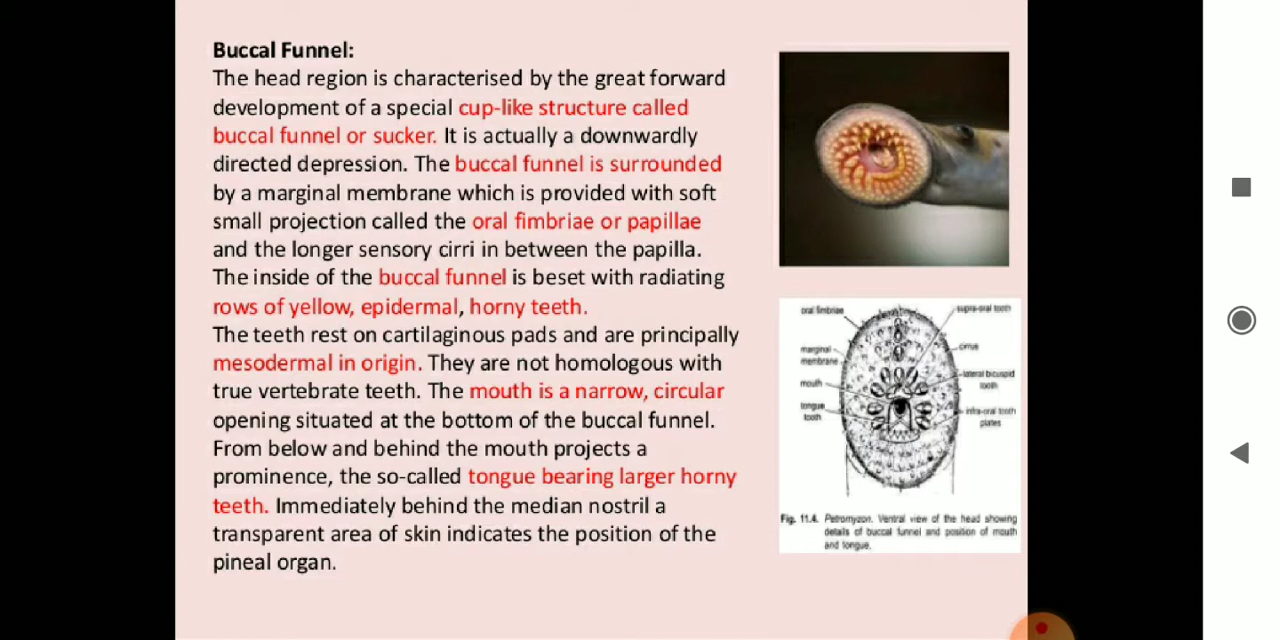 Buccal Funnel:
The head region is characterised by the great forward
development of a special cup-like structure called
buccal funnel or sucker. It is actually a downwardly
directed depression. The buccal funnel is surrounded
by a marginal membrane which is provided with soft
small projection called the oral fimbriae or papillae
and the longer sensory cirri in between the papilla.
The inside of the buccal funnel is beset with radiating
rows of yellow, epidermal, horny teeth.
The teeth rest on cartilaginous pads and are principally
mesodermal in origin. They are not homologous with
true vertebrate teeth. The mouth is a narrow, circular
opening situated at the bottom of the buccal funnel.
From below and behind the mouth projects a
prominence, the so-called tongue bearing larger horny
teeth. Immediately behind the median nostril a
transparent area of skin indicates the position of the
pineal organ.
oral fimbriae
supra-oral tooth
marginal
membrane
cirrus
mouth
lateral bicuspid
tooth
tongue
tooth
infra-oral tooth
plates
Fig. 11.4. Petromyzon. Ventral view of the head showing
details of buccal funnel and position of mouth
and tongue.